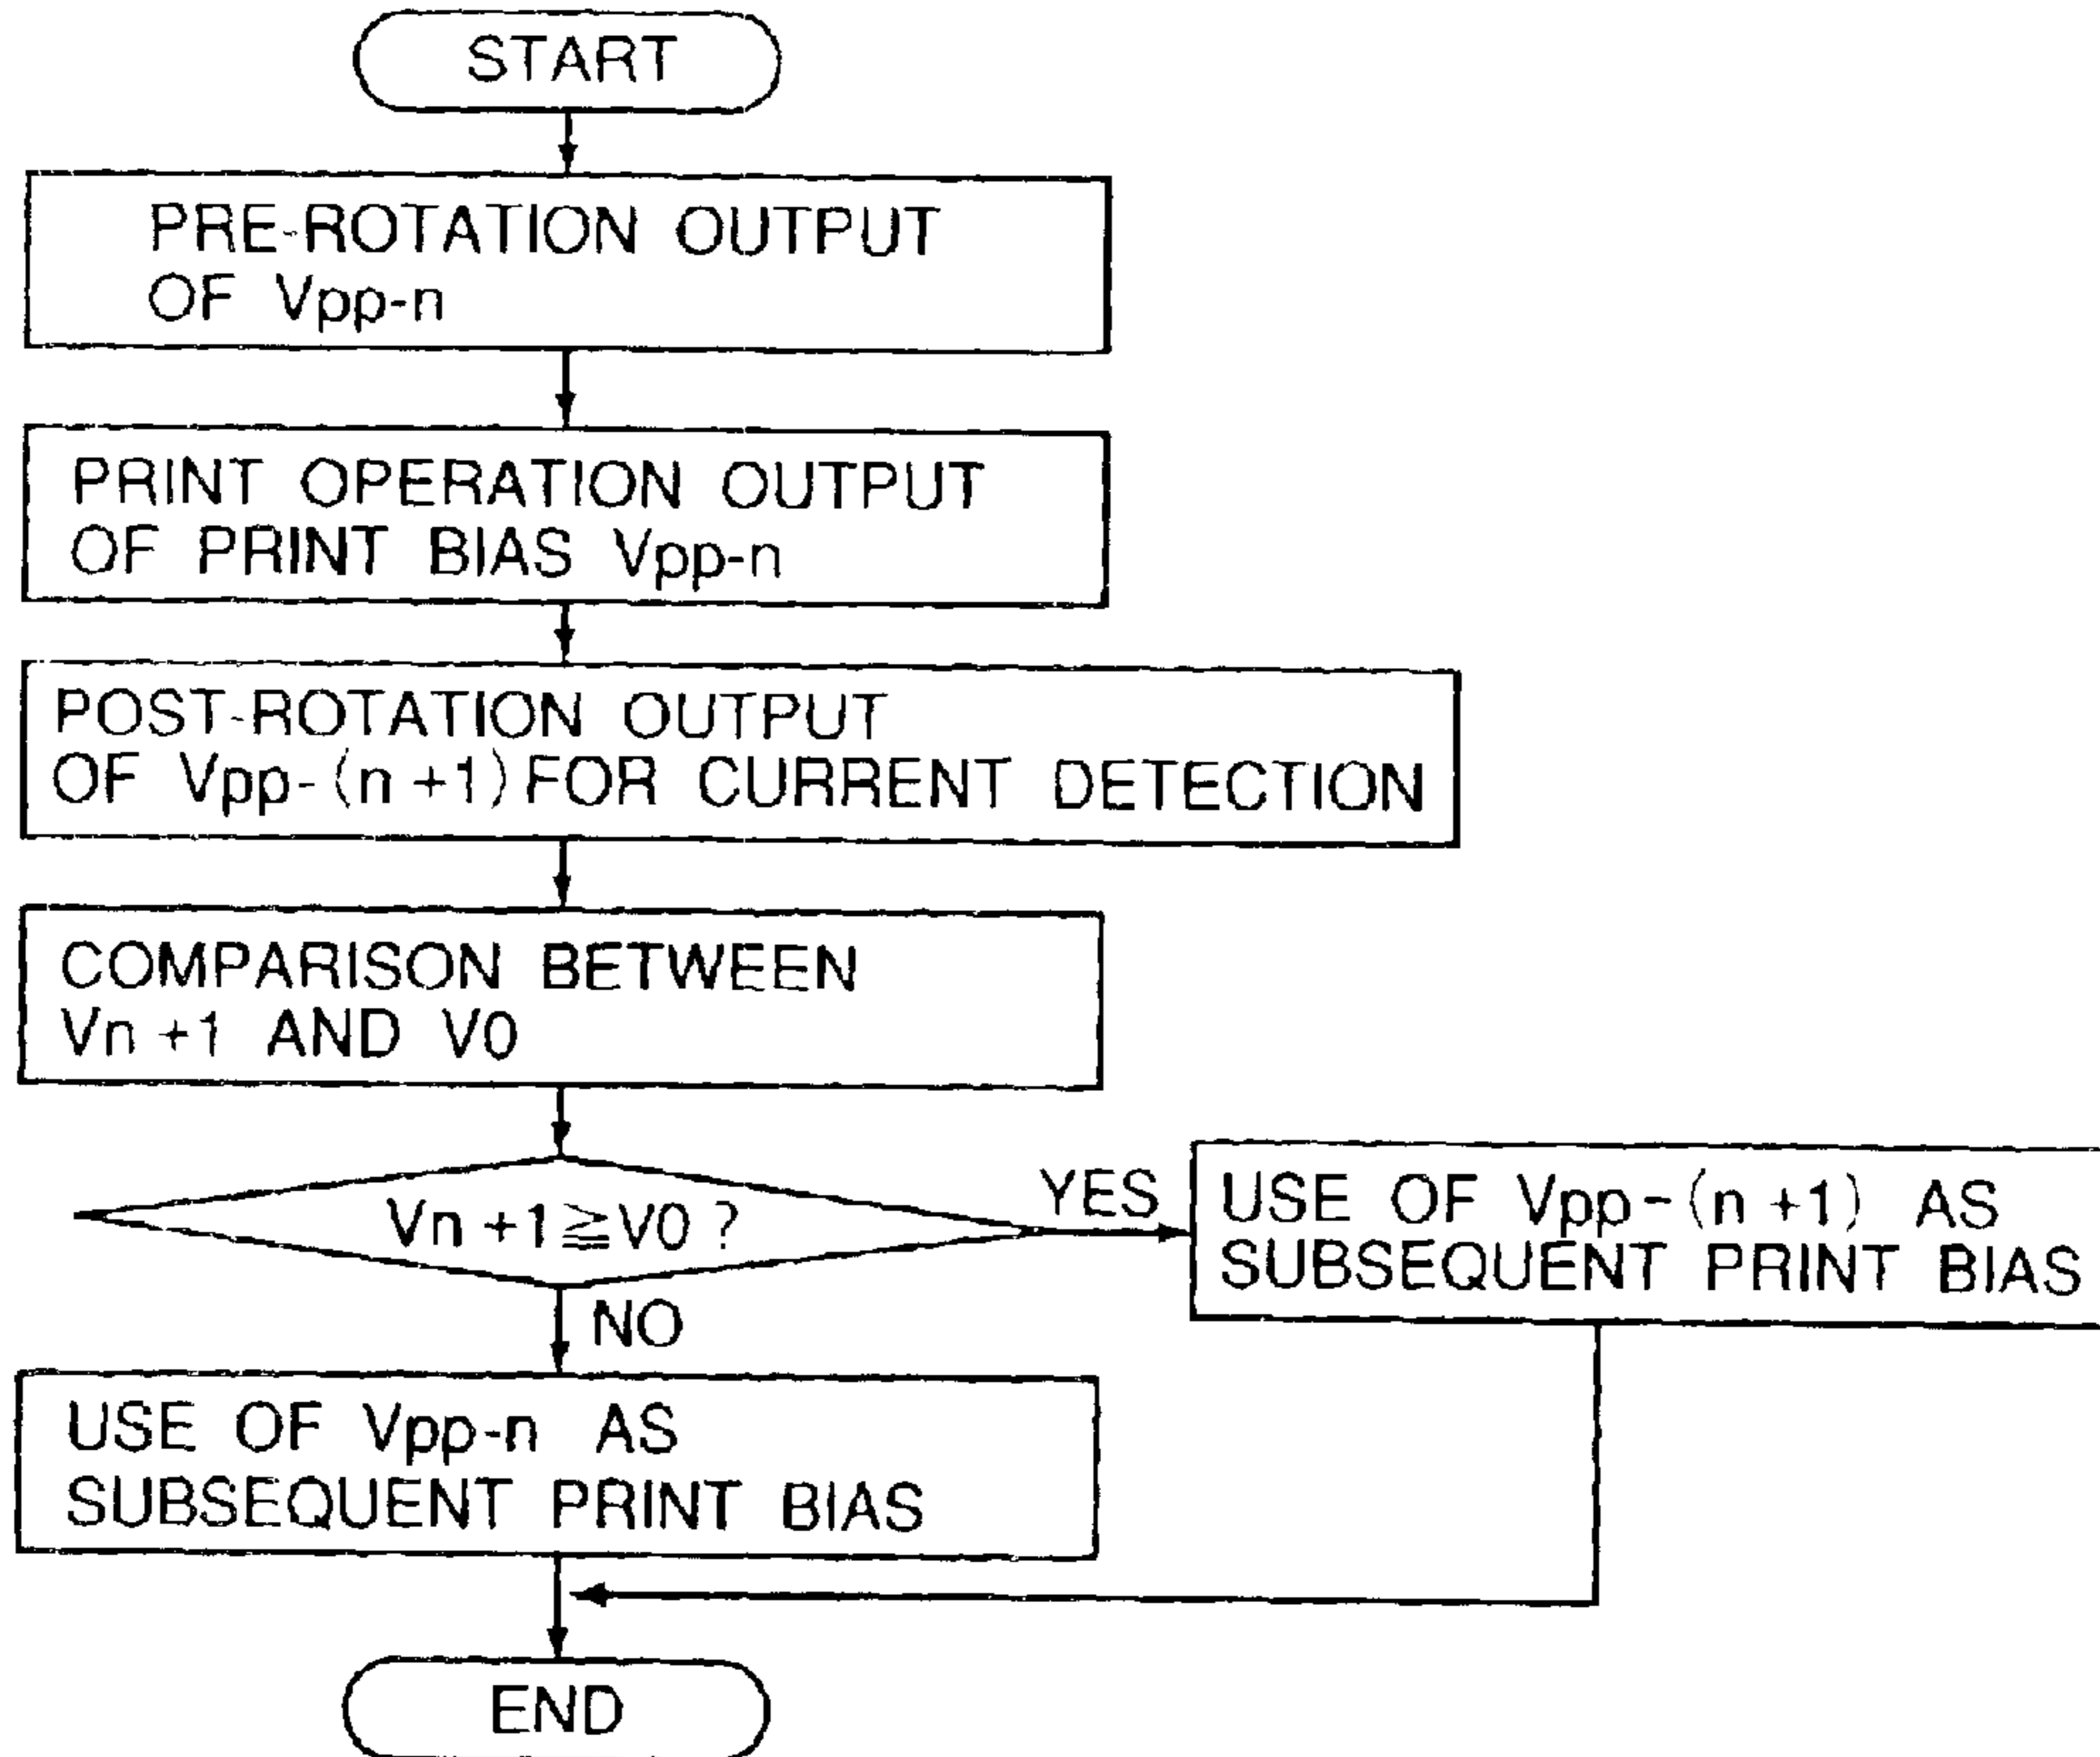 START
PRE-ROTATION OUTPUT
OF Vpp-n
PRINT OPERATION OUTPUT
OF PRINT BIAS Vpp-n
POST-ROTATION OUTPUT
OF Vpp-(n+1) FOR CURRENT DETECTION
COMPARISON BETWEEN
Vn+1 AND V0
Vn+1≧V0?
YES
USE OF Vpp-(n+1) AS
SUBSEQUENT PRINT BIAS
NO
USE OF Vpp-n AS
SUBSEQUENT PRINT BIAS
END